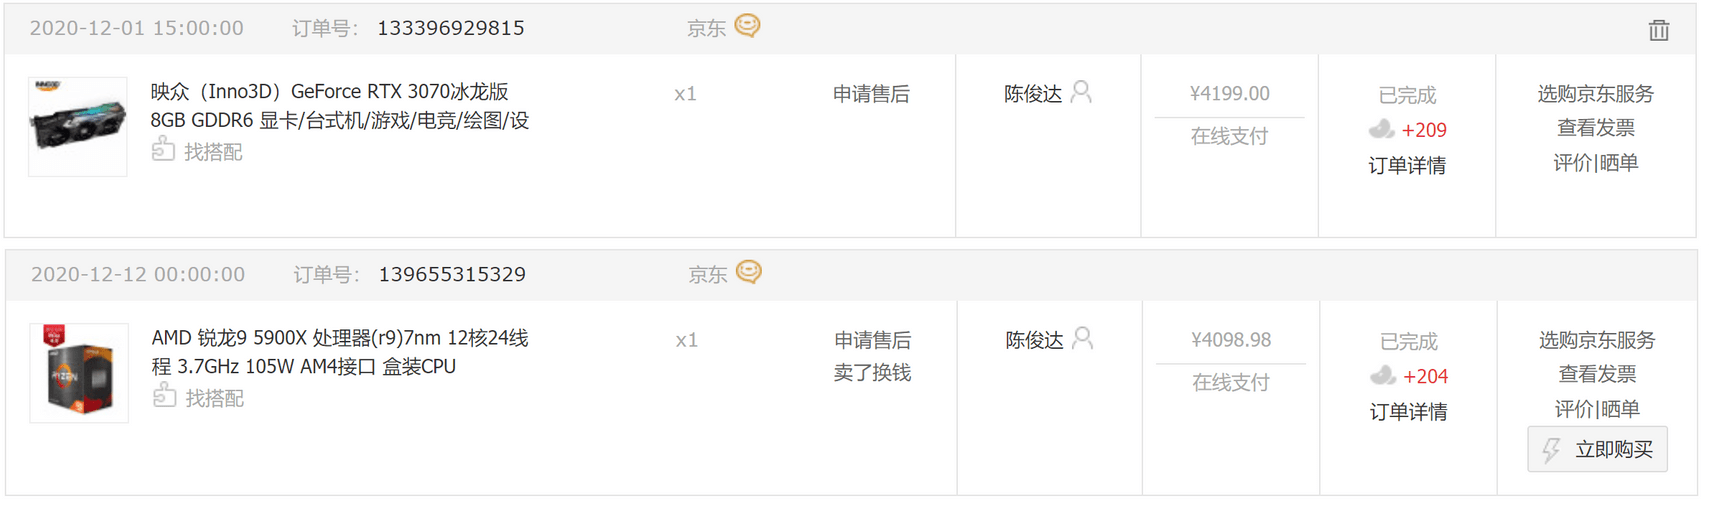 2020-12-01 15:00:00 订单号： 133396929815 京东
映众（Inno3D）GeForce RTX 3070冰龙版 x1 申请售后 陈俊达 ¥4199.00 已完成 选购京东服务
8GB GDDR6 显卡/台式机/游戏/电竞/绘图/设 在线支付 +209 查看发票
找搭配 订单详情 评价|晒单
2020-12-12 00:00:00 订单号： 139655315329 京东
AMD 锐龙9 5900X 处理器(r9)7nm 12核24线 x1 申请售后 陈俊达 ¥4098.98 已完成 选购京东服务
程 3.7GHz 105W AM4接口 盒装CPU 卖了换钱 在线支付 +204 查看发票
找搭配 订单详情 评价|晒单
立即购买
INNO3D
RYZEN